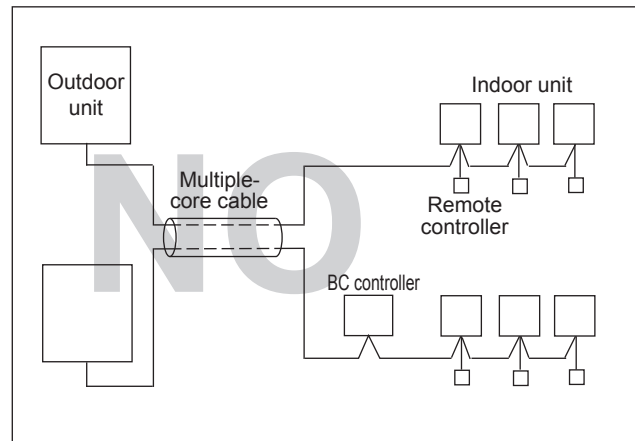 Outdoor
unit
Indoor unit
NO
Multiple-
core cable
Remote
controller
BC controller